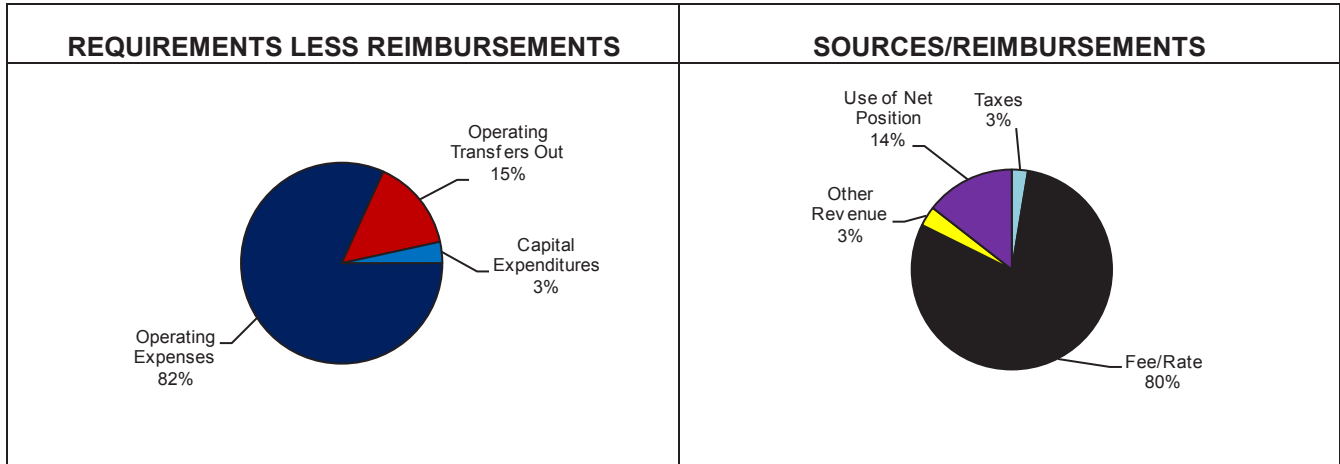 REQUIREMENTS LESS REIMBURSEMENTS
Operating
Transfers Out
15%
Capital
Expenditures
3%
Operating
Expenses
82%
SOURCES/REIMBURSEMENTS
Use of Net
Position
14%
Taxes
3%
Other
Revenue
3%
Fee/Rate
80%